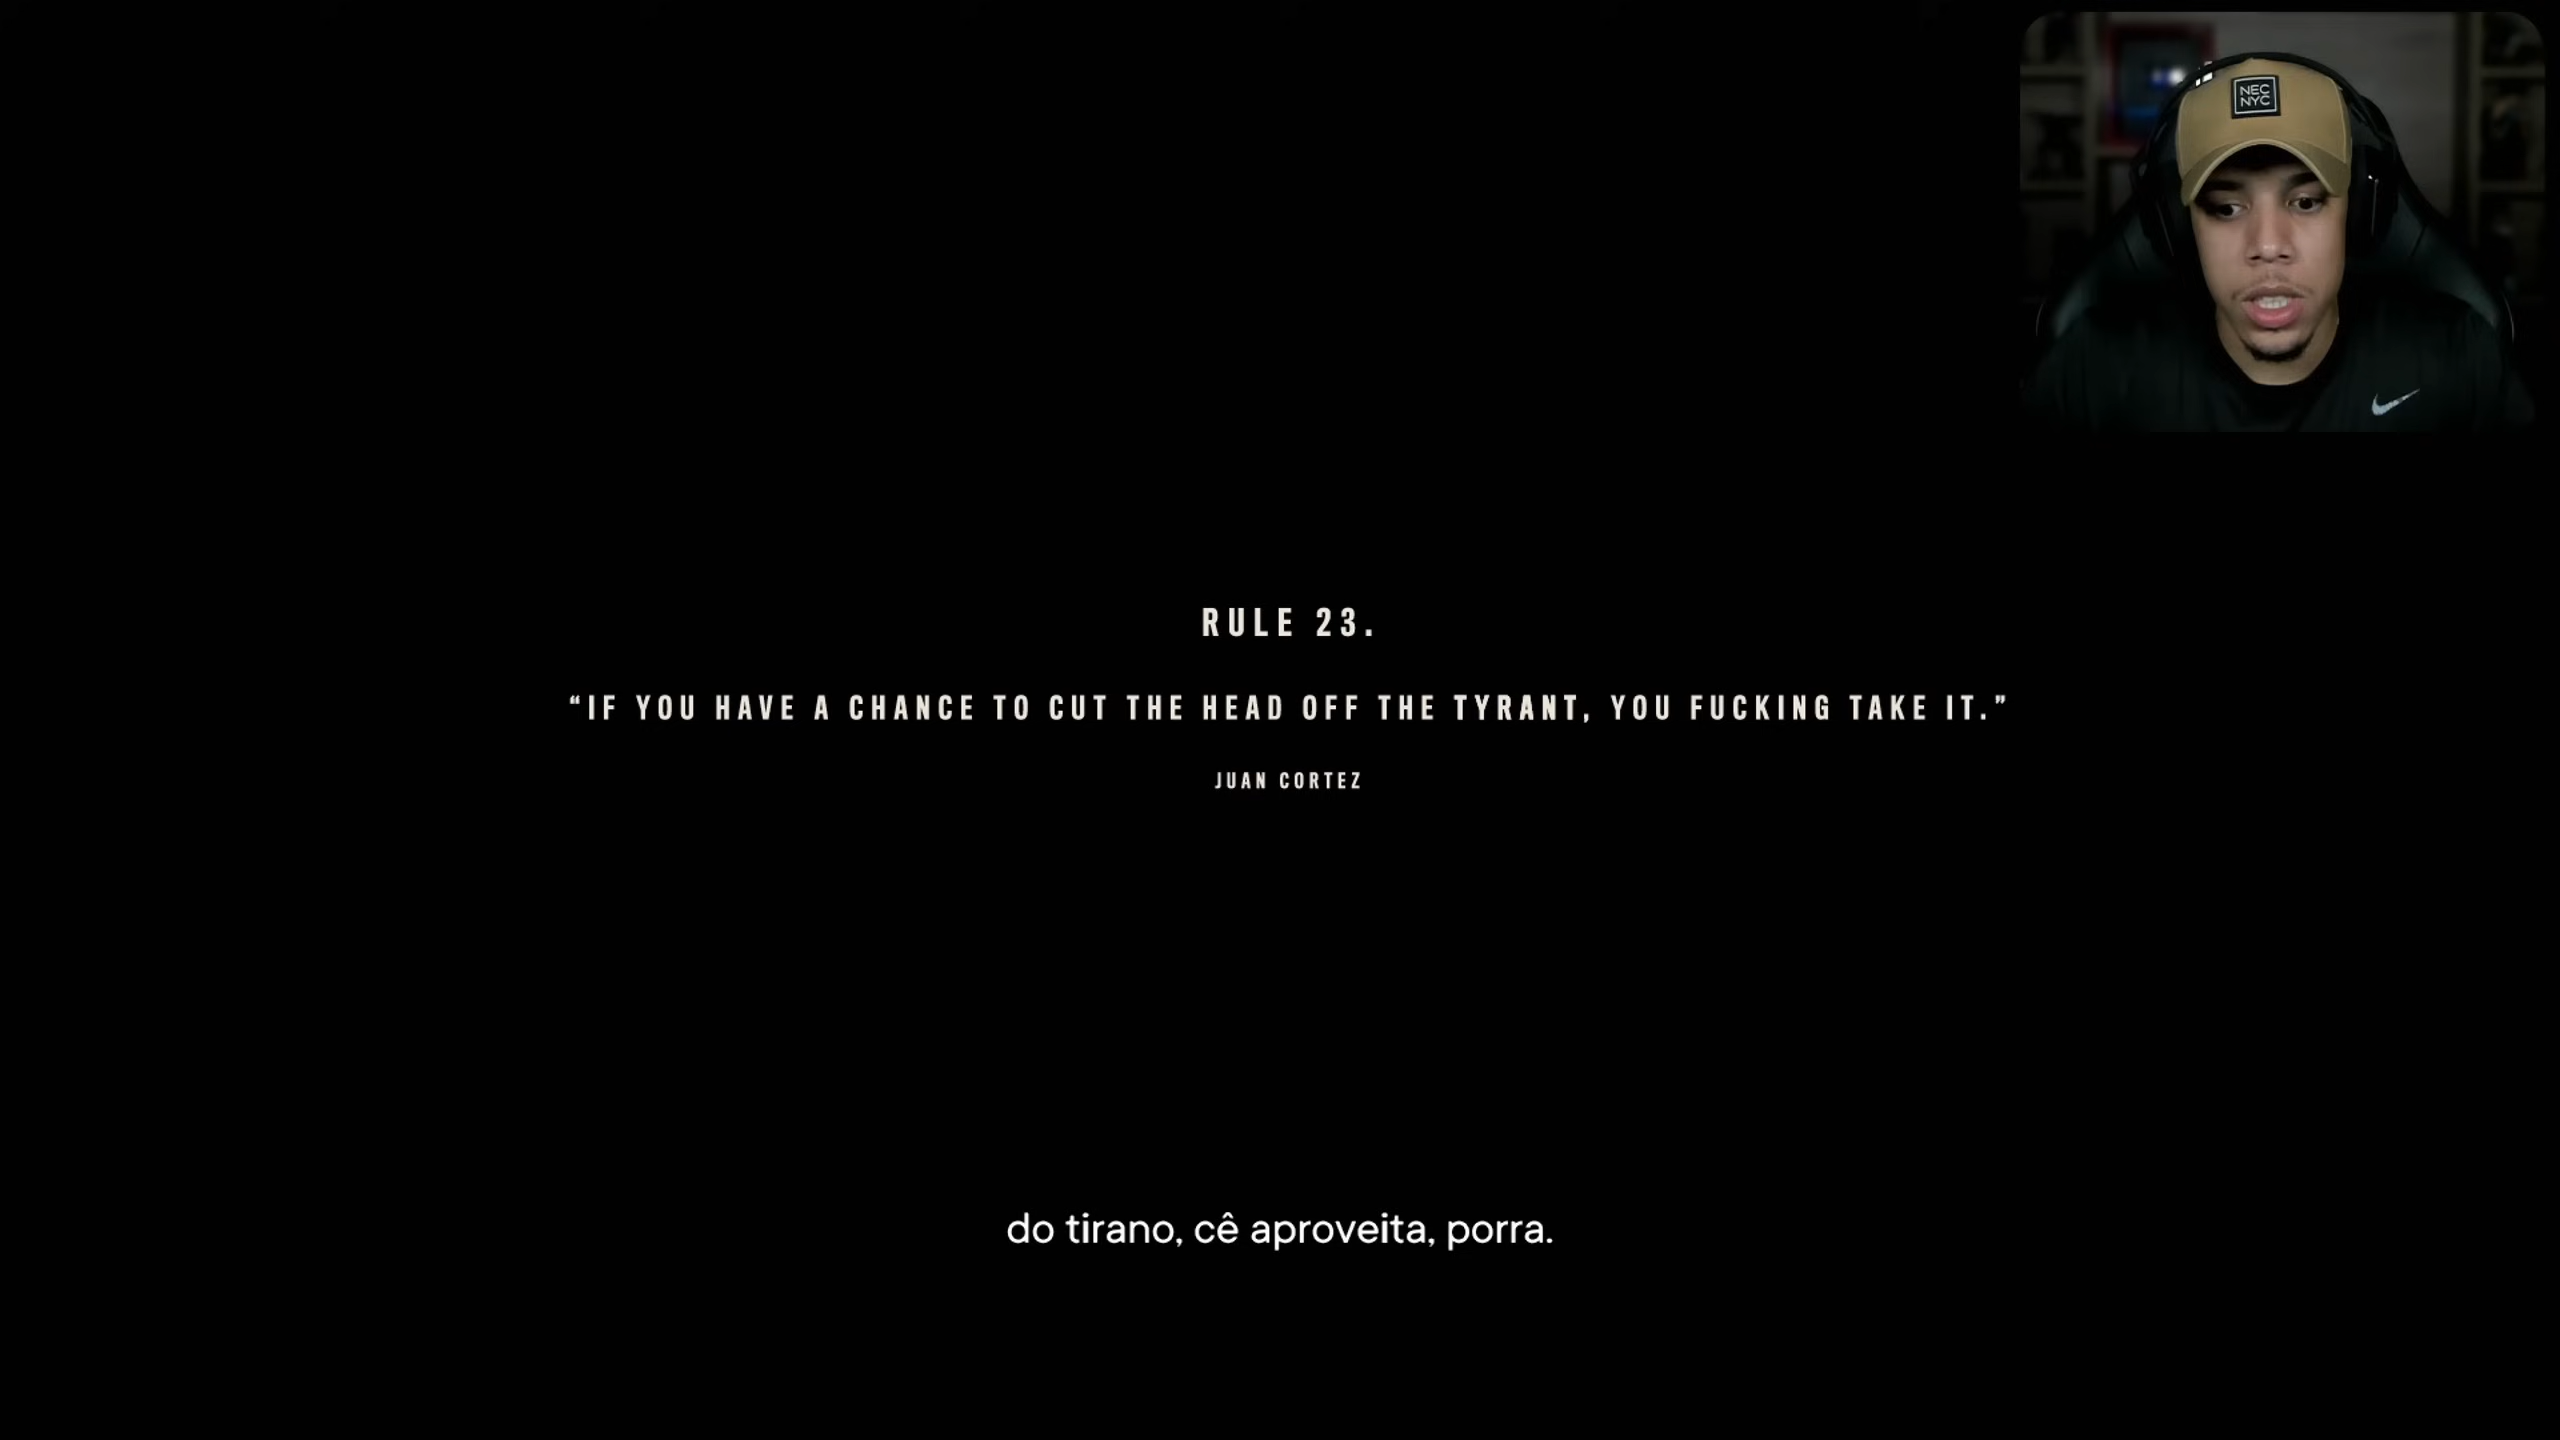 NEC
NYC
RULE 23.
“IF YOU HAVE A CHANCE TO CUT THE HEAD OFF THE TYRANT, YOU FUCKING TAKE IT.”
JUAN CORTEZ
do tirano, cê aproveita, porra.